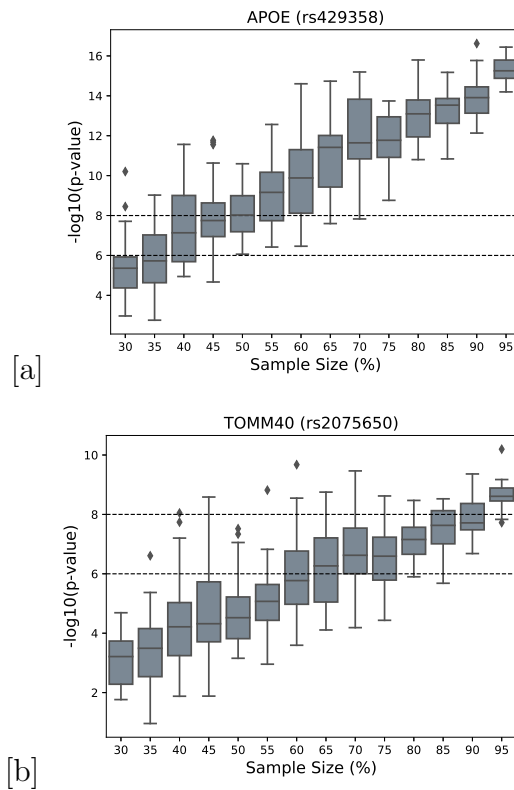 APOE (rs429358)
16
14
12
10
8
6
4
-log10(p-value)
30 35 40 45 50 55 60 65 70 75 80 85 90 95
Sample Size (%)
[a]
TOMM40 (rs2075650)
10
8
6
4
2
-log10(p-value)
30 35 40 45 50 55 60 65 70 75 80 85 90 95
Sample Size (%)
[b]